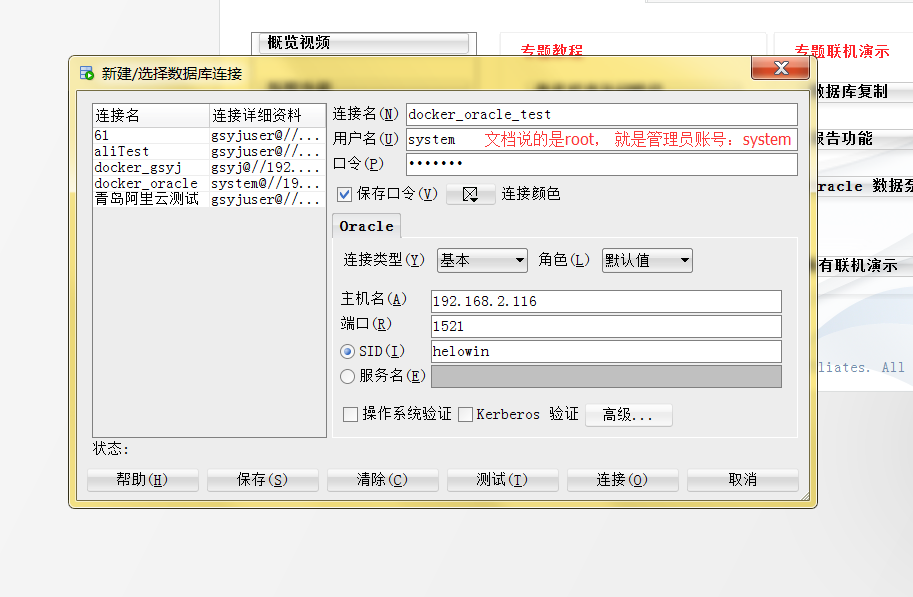 概览视频
专题教程
专题联机演示
新建/选择数据库连接
数据库复制
报告功能
racle 数据泵
有联机演示
liates. All
连接名 连接详细资料
61 gsyjuser@//...
aliTest gsyjuser@//...
docker_gsyj gsyj@//192....
docker_oracle system@//19...
青岛阿里云测试 gsyjuser@//...
连接名(N) docker_oracle_test
用户名(U) system 文档说的是root， 就是管理员账号：system
口令(P) •••••••
保存口令(V) 连接颜色
Oracle
连接类型(Y) 基本 角色(L) 默认值
主机名(A) 192.168.2.116
端口(R) 1521
SID(I) helowin
服务名(E)
操作系统验证 Kerberos 验证 高级...
状态:
帮助(H) 保存(S) 清除(C) 测试(T) 连接(O) 取消